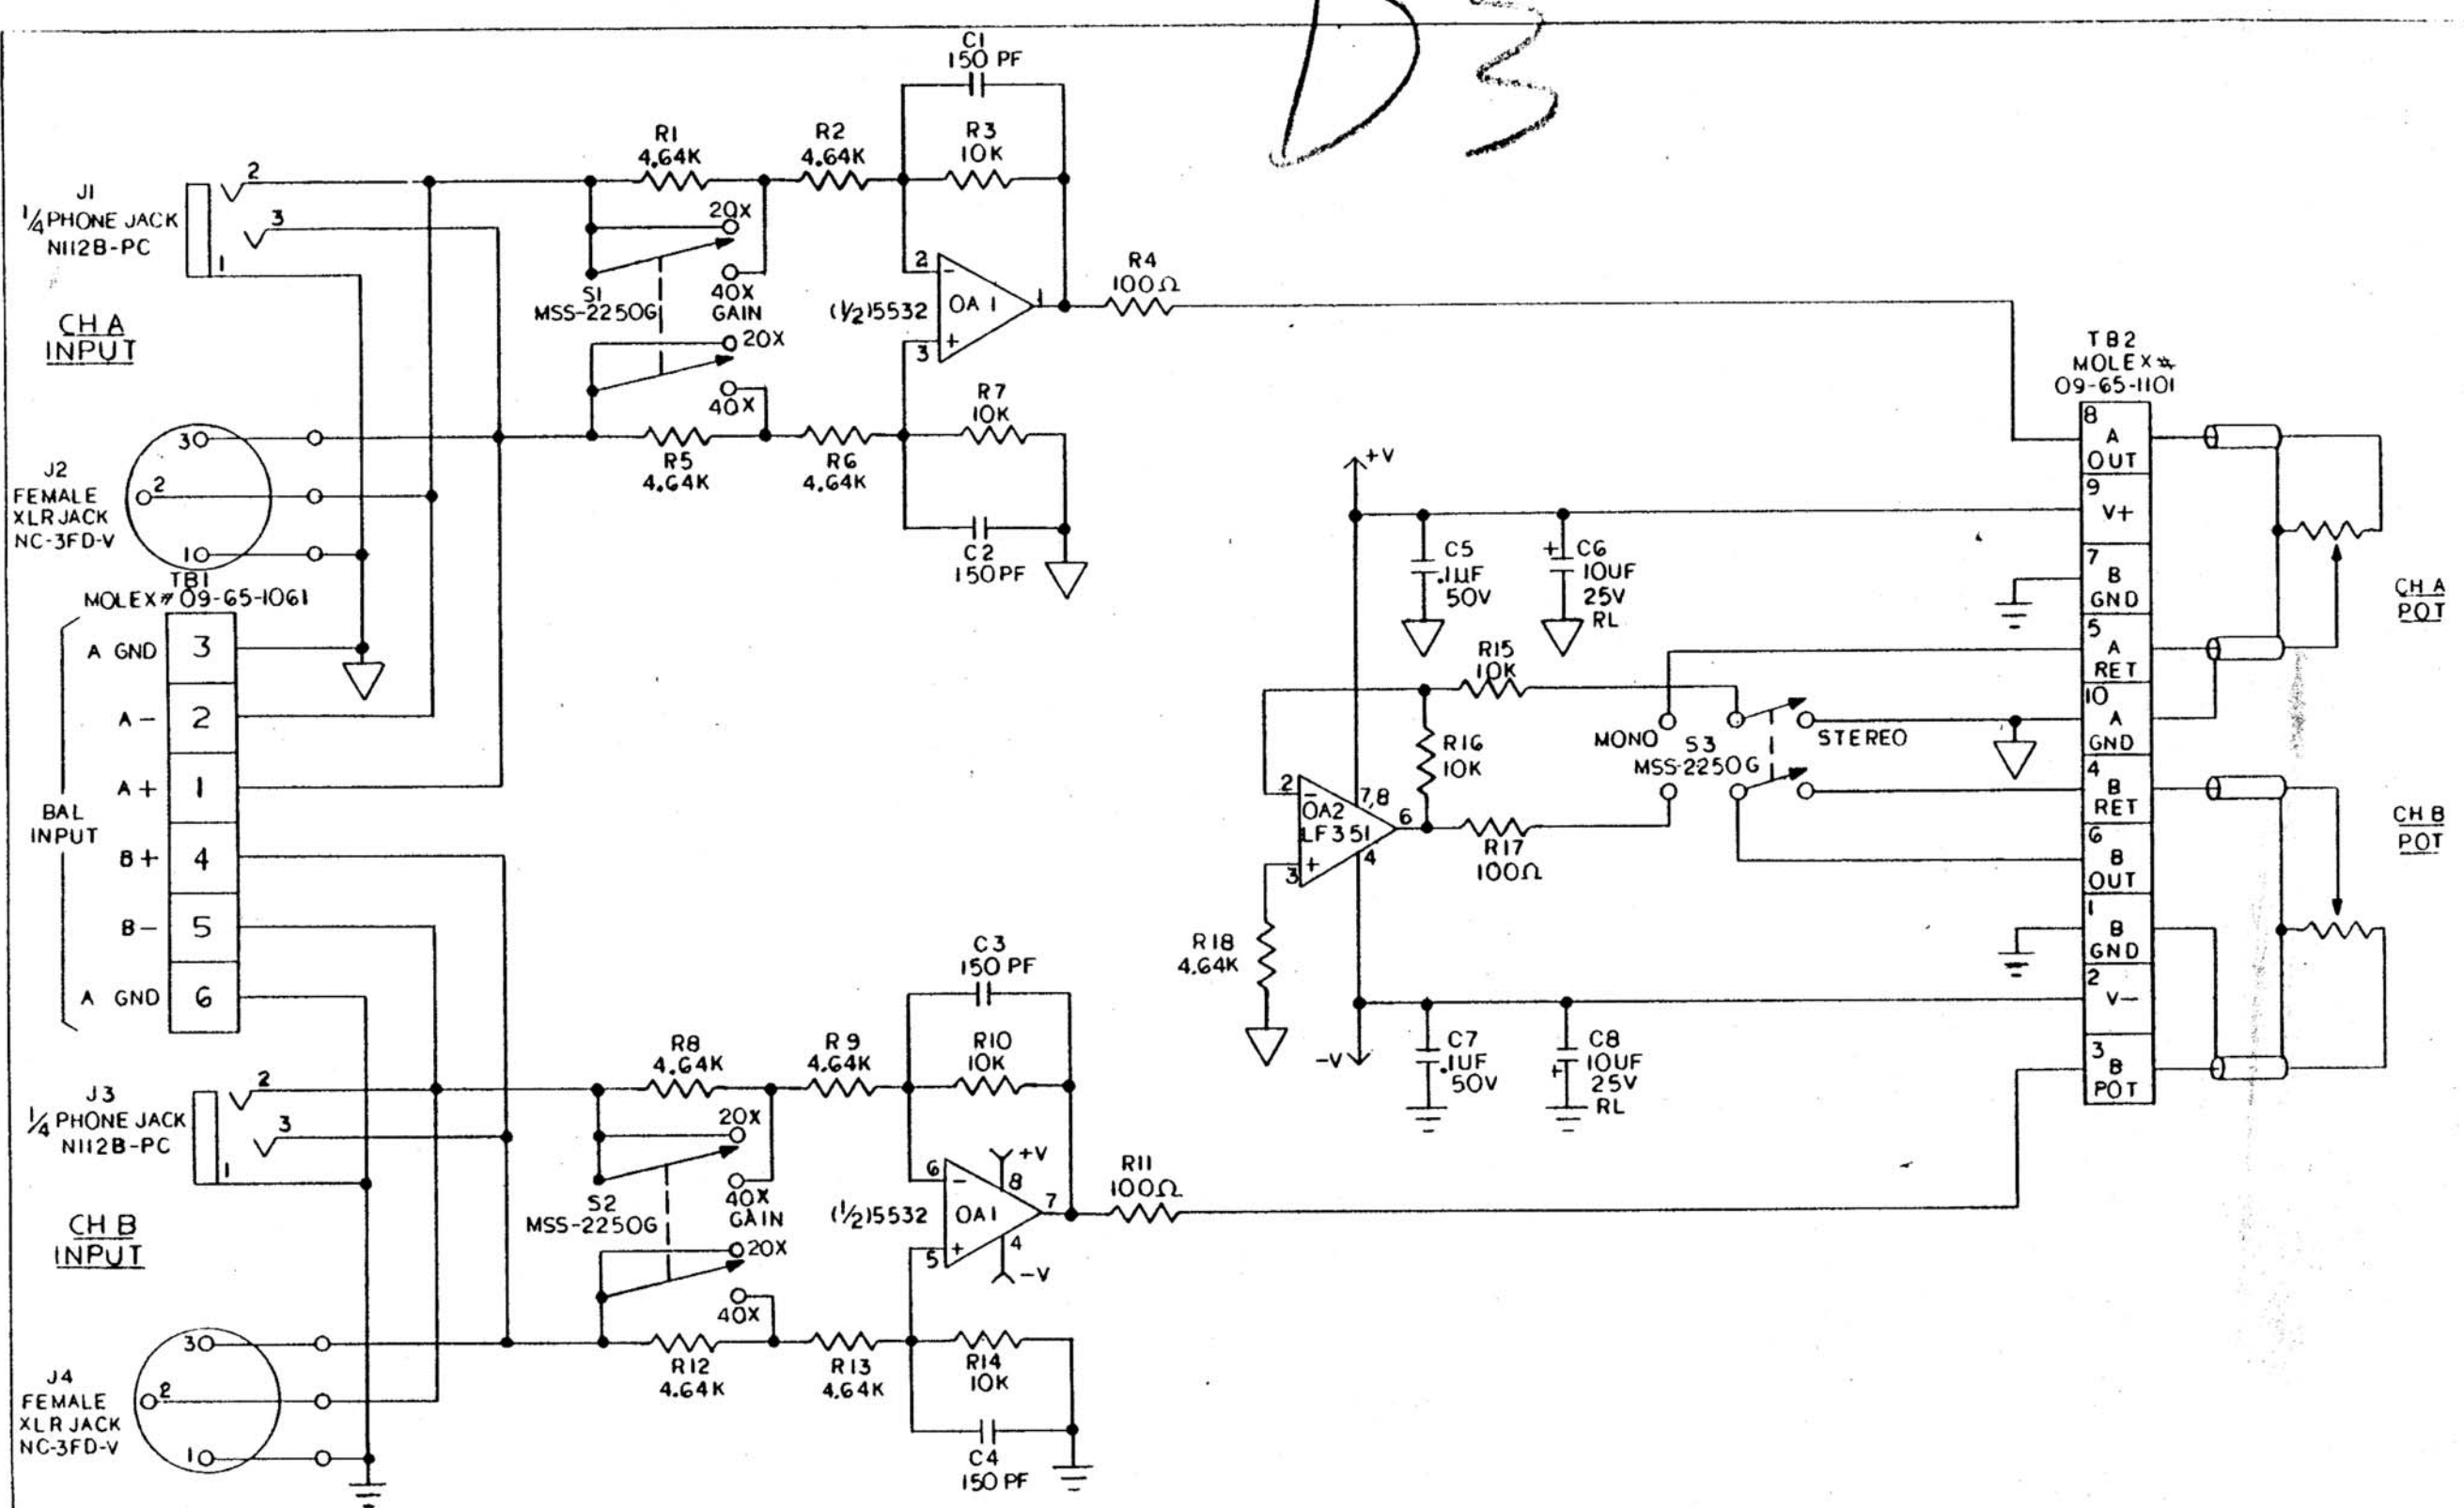 D3
C1
150 PF
R1
4.64K
R2
4.64K
R3
10K
J1
1/4 PHONE JACK
N112B-PC
2
3
1
20X
40X
GAIN
S1
MSS-2250G
20X
40X
2
-
(1/2)5532
OA1
1
3
+
R4
100Ω
CH A
INPUT
R7
10K
R5
4.64K
R6
4.64K
C2
150PF
J2
FEMALE
XLR JACK
NC-3FD-V
3
2
1
TB1
MOLEX# 09-65-1061
A GND 3
A- 2
A+ 1
BAL
INPUT
B+ 4
B- 5
A GND 6
+V
C5
.1UF
50V
+ C6
10UF
25V
RL
R15
10K
R16
10K
MONO
S3
MSS-2250G
STEREO
2
-
7,8
OA2
LF351
6
4
+
3
R17
100Ω
R18
4.64K
-V
C7
.1UF
50V
C8
+ 10UF
25V
RL
TB2
MOLEX#
09-65-1101
8
A
OUT
9
V+
7
B
GND
5
A
RET
10
A
GND
4
B
RET
6
B
OUT
1
B
GND
2
V-
3
B
POT
CH A
POT
CH B
POT
C3
150 PF
R8
4.64K
R9
4.64K
R10
10K
J3
1/4 PHONE JACK
N112B-PC
2
3
1
20X
40X
GAIN
S2
MSS-2250G
20X
40X
6
-
+V
8
(1/2)5532
OA1
7
5
+
4
-V
R11
100Ω
CH B
INPUT
R12
4.64K
R13
4.64K
R14
10K
C4
150 PF
J4
FEMALE
XLR JACK
NC-3FD-V
3
2
1